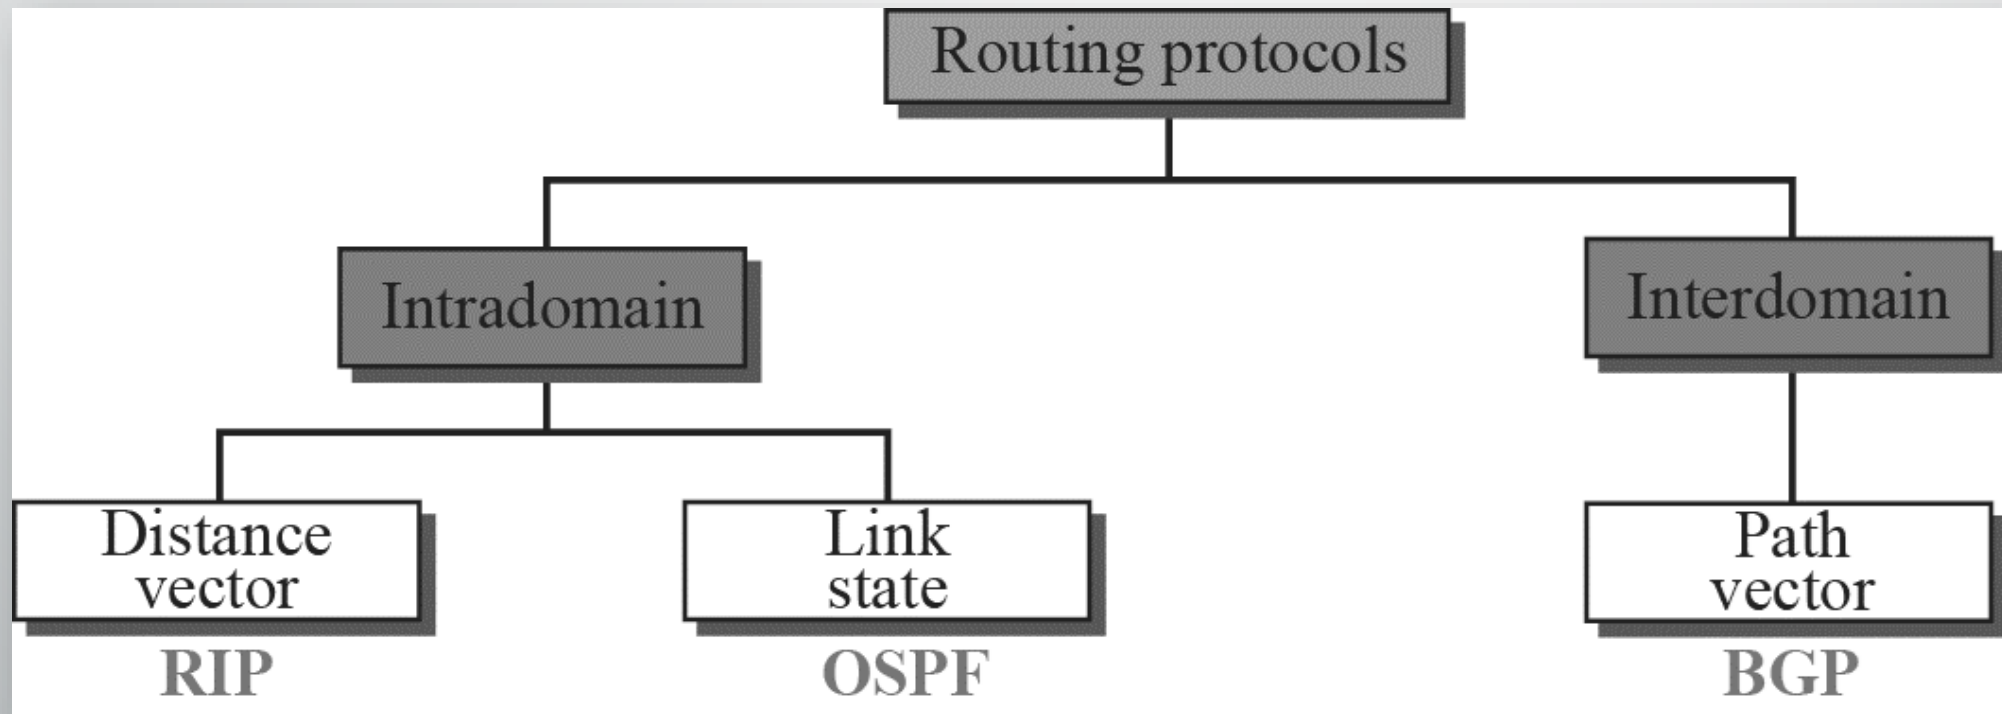 Routing protocols
Intradomain
Interdomain
Distance
vector
Link
state
Path
vector
RIP
OSPF
BGP